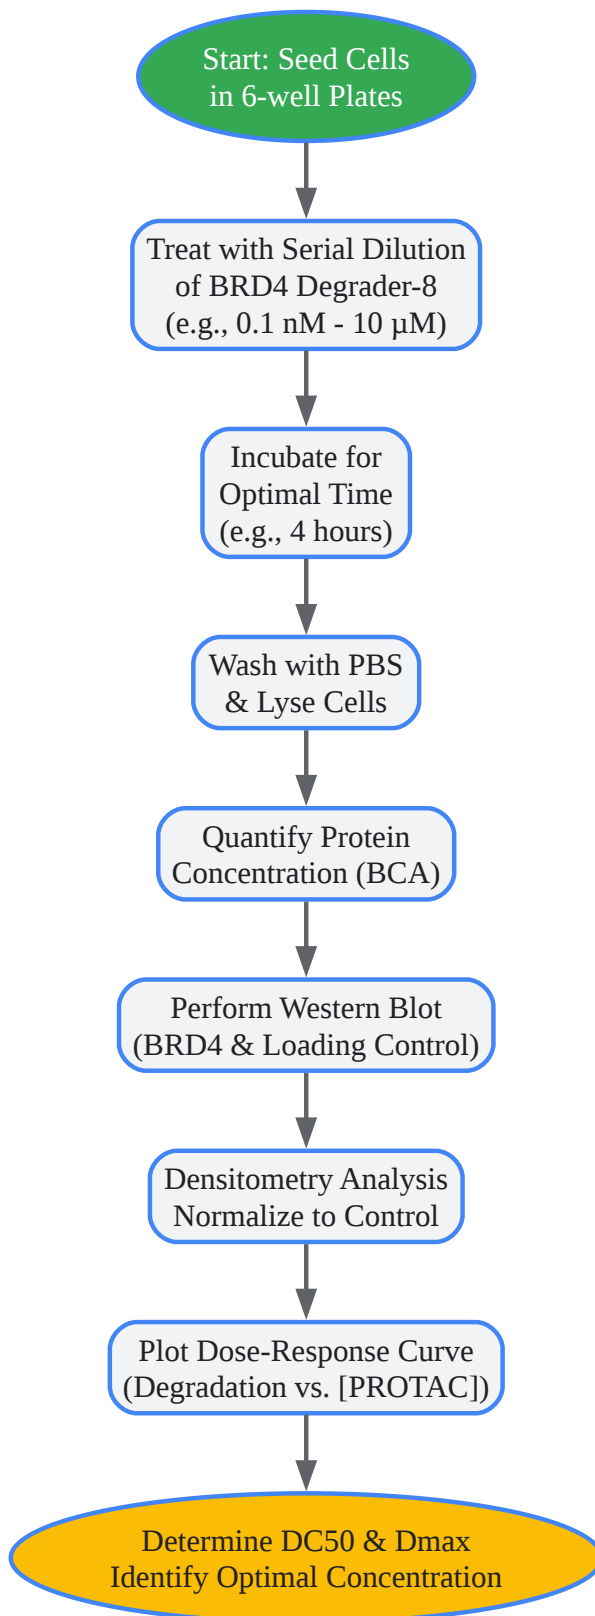 Start: Seed Cells
in 6-well Plates
Treat with Serial Dilution
of BRD4 Degrader-8
(e.g., 0.1 nM - 10 µM)
Incubate for
Optimal Time
(e.g., 4 hours)
Wash with PBS
& Lyse Cells
Quantify Protein
Concentration (BCA)
Perform Western Blot
(BRD4 & Loading Control)
Densitometry Analysis
Normalize to Control
Plot Dose-Response Curve
(Degradation vs. [PROTAC])
Determine DC50 & Dmax
Identify Optimal Concentration